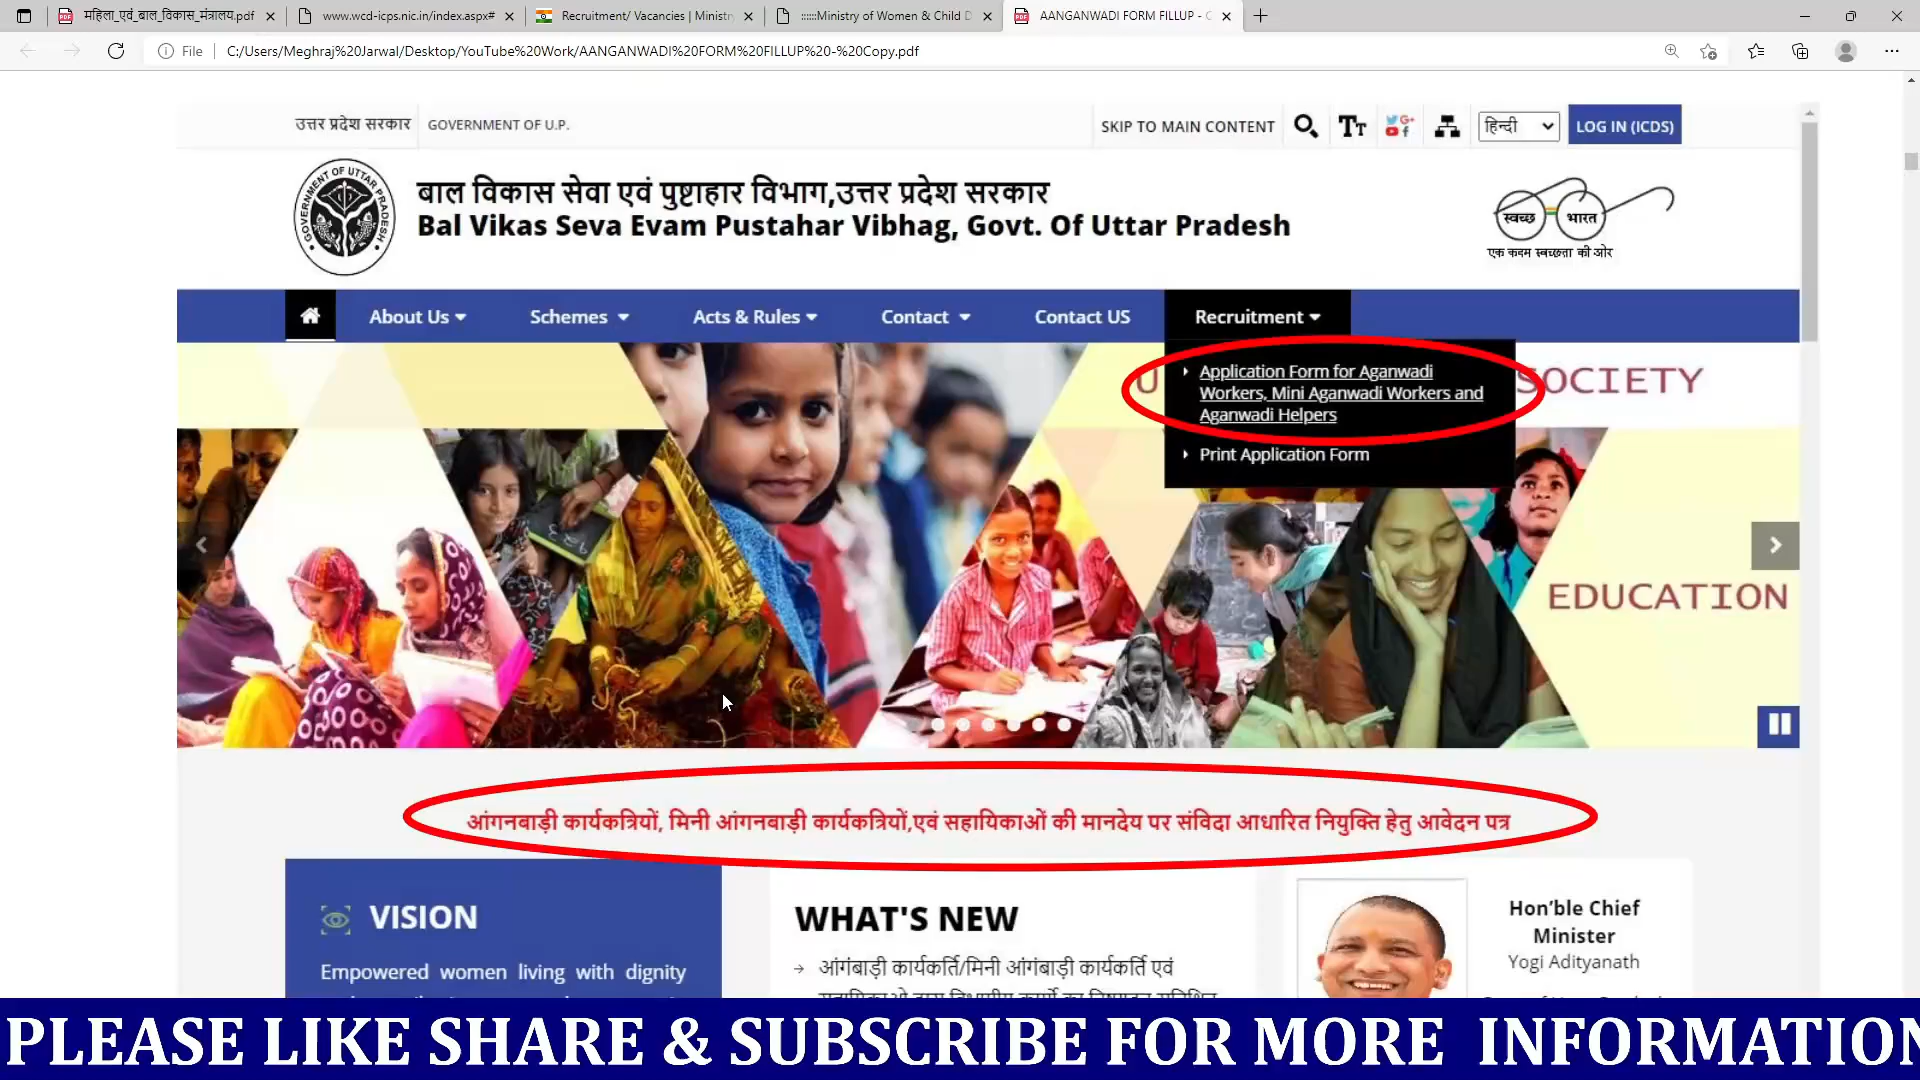 महिला_एवं_बाल_विकास_मंत्रालय.pdf
www.wcd-icps.nic.in/index.aspx#
Recruitment/ Vacancies | Ministr
::::::Ministry of Women & Child D
AANGANWADI FORM FILLUP - C
File
C:/Users/Meghraj%20Jarwal/Desktop/YouTube%20Work/AANGANWADI%20FORM%20FILLUP%20-%20Copy.pdf
उत्तर प्रदेश सरकार
GOVERNMENT OF U.P.
SKIP TO MAIN CONTENT
हिन्दी
LOG IN (ICDS)
GOVERNMENT OF UTTAR PRADESH
बाल विकास सेवा एवं पुष्टाहार विभाग,उत्तर प्रदेश सरकार
Bal Vikas Seva Evam Pustahar Vibhag, Govt. Of Uttar Pradesh
स्वच्छ भारत
एक कदम स्वच्छता की ओर
About Us
Schemes
Acts & Rules
Contact
Contact US
Recruitment
Application Form for Aganwadi
Workers, Mini Aganwadi Workers and
Aganwadi Helpers
Print Application Form
SOCIETY
EDUCATION
आंगनबाड़ी कार्यकत्रियों, मिनी आंगनबाड़ी कार्यकत्रियों,एवं सहायिकाओं की मानदेय पर संविदा आधारित नियुक्ति हेतु आवेदन पत्र
VISION
Empowered women living with dignity
WHAT'S NEW
आंगंबाड़ी कार्यकर्ति/मिनी आंगंबाड़ी कार्यकर्ति एवं
Hon'ble Chief
Minister
Yogi Adityanath
PLEASE LIKE SHARE & SUBSCRIBE FOR MORE INFORMATION